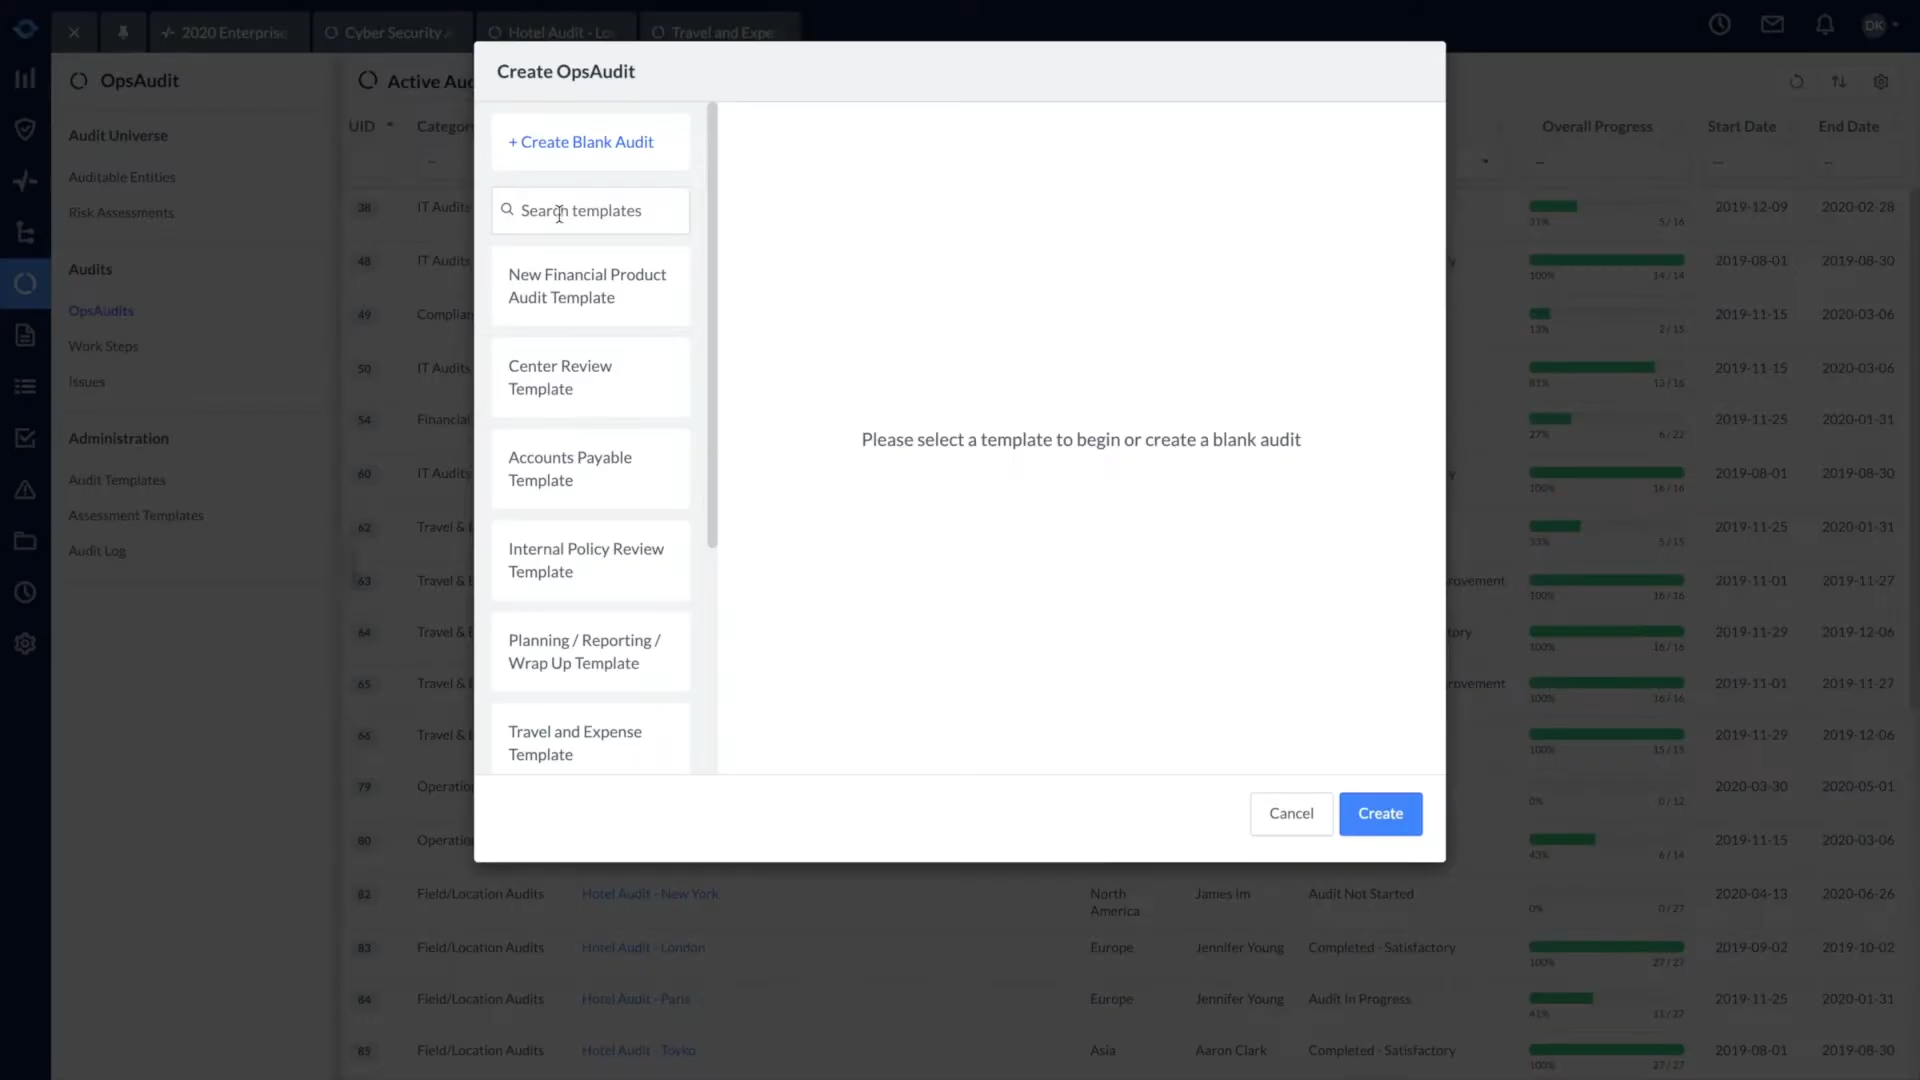 2020 Enterprise
Cyber Security A
Hotel Audit - Lo
Travel and Expe
DK
OpsAudit
Audit Universe
Auditable Entities
Risk Assessments
Audits
OpsAudits
Work Steps
Issues
Administration
Audit Templates
Assessment Templates
Audit Log
Active Aud
UID Categor Overall Progress Start Date End Date
-- -- -- --
38 IT Audits 31% 5/16 2019-12-09 2020-02-28
48 IT Audits y 100% 14/14 2019-08-01 2019-08-30
49 Complian 13% 2/15 2019-11-15 2020-03-06
50 IT Audits 81% 13/16 2019-11-15 2020-03-06
54 Financial 27% 6/22 2019-11-25 2020-01-31
60 IT Audits y 100% 16/16 2019-08-01 2019-08-30
62 Travel & 33% 5/15 2019-11-25 2020-01-31
63 Travel & E rovement 100% 16/16 2019-11-01 2019-11-27
64 Travel & E tory 100% 16/16 2019-11-29 2019-12-06
65 Travel & E rovement 100% 16/16 2019-11-01 2019-11-27
66 Travel & E 100% 15/15 2019-11-29 2019-12-06
79 Operatio 0% 0/12 2020-03-30 2020-05-01
80 Operatio 43% 6/14 2019-11-15 2020-03-06
82 Field/Location Audits Hotel Audit - New York North America James Im Audit Not Started 0% 0/27 2020-04-13 2020-06-26
83 Field/Location Audits Hotel Audit - London Europe Jennifer Young Completed - Satisfactory 100% 27/27 2019-09-02 2019-10-02
84 Field/Location Audits Hotel Audit - Paris Europe Jennifer Young Audit In Progress 41% 11/27 2019-11-25 2020-01-31
85 Field/Location Audits Hotel Audit - Toyko Asia Aaron Clark Completed - Satisfactory 100% 27/27 2019-08-01 2019-08-30
Create OpsAudit
+ Create Blank Audit
Search templates
New Financial Product
Audit Template
Center Review
Template
Accounts Payable
Template
Internal Policy Review
Template
Planning / Reporting /
Wrap Up Template
Travel and Expense
Template
Please select a template to begin or create a blank audit
Cancel
Create